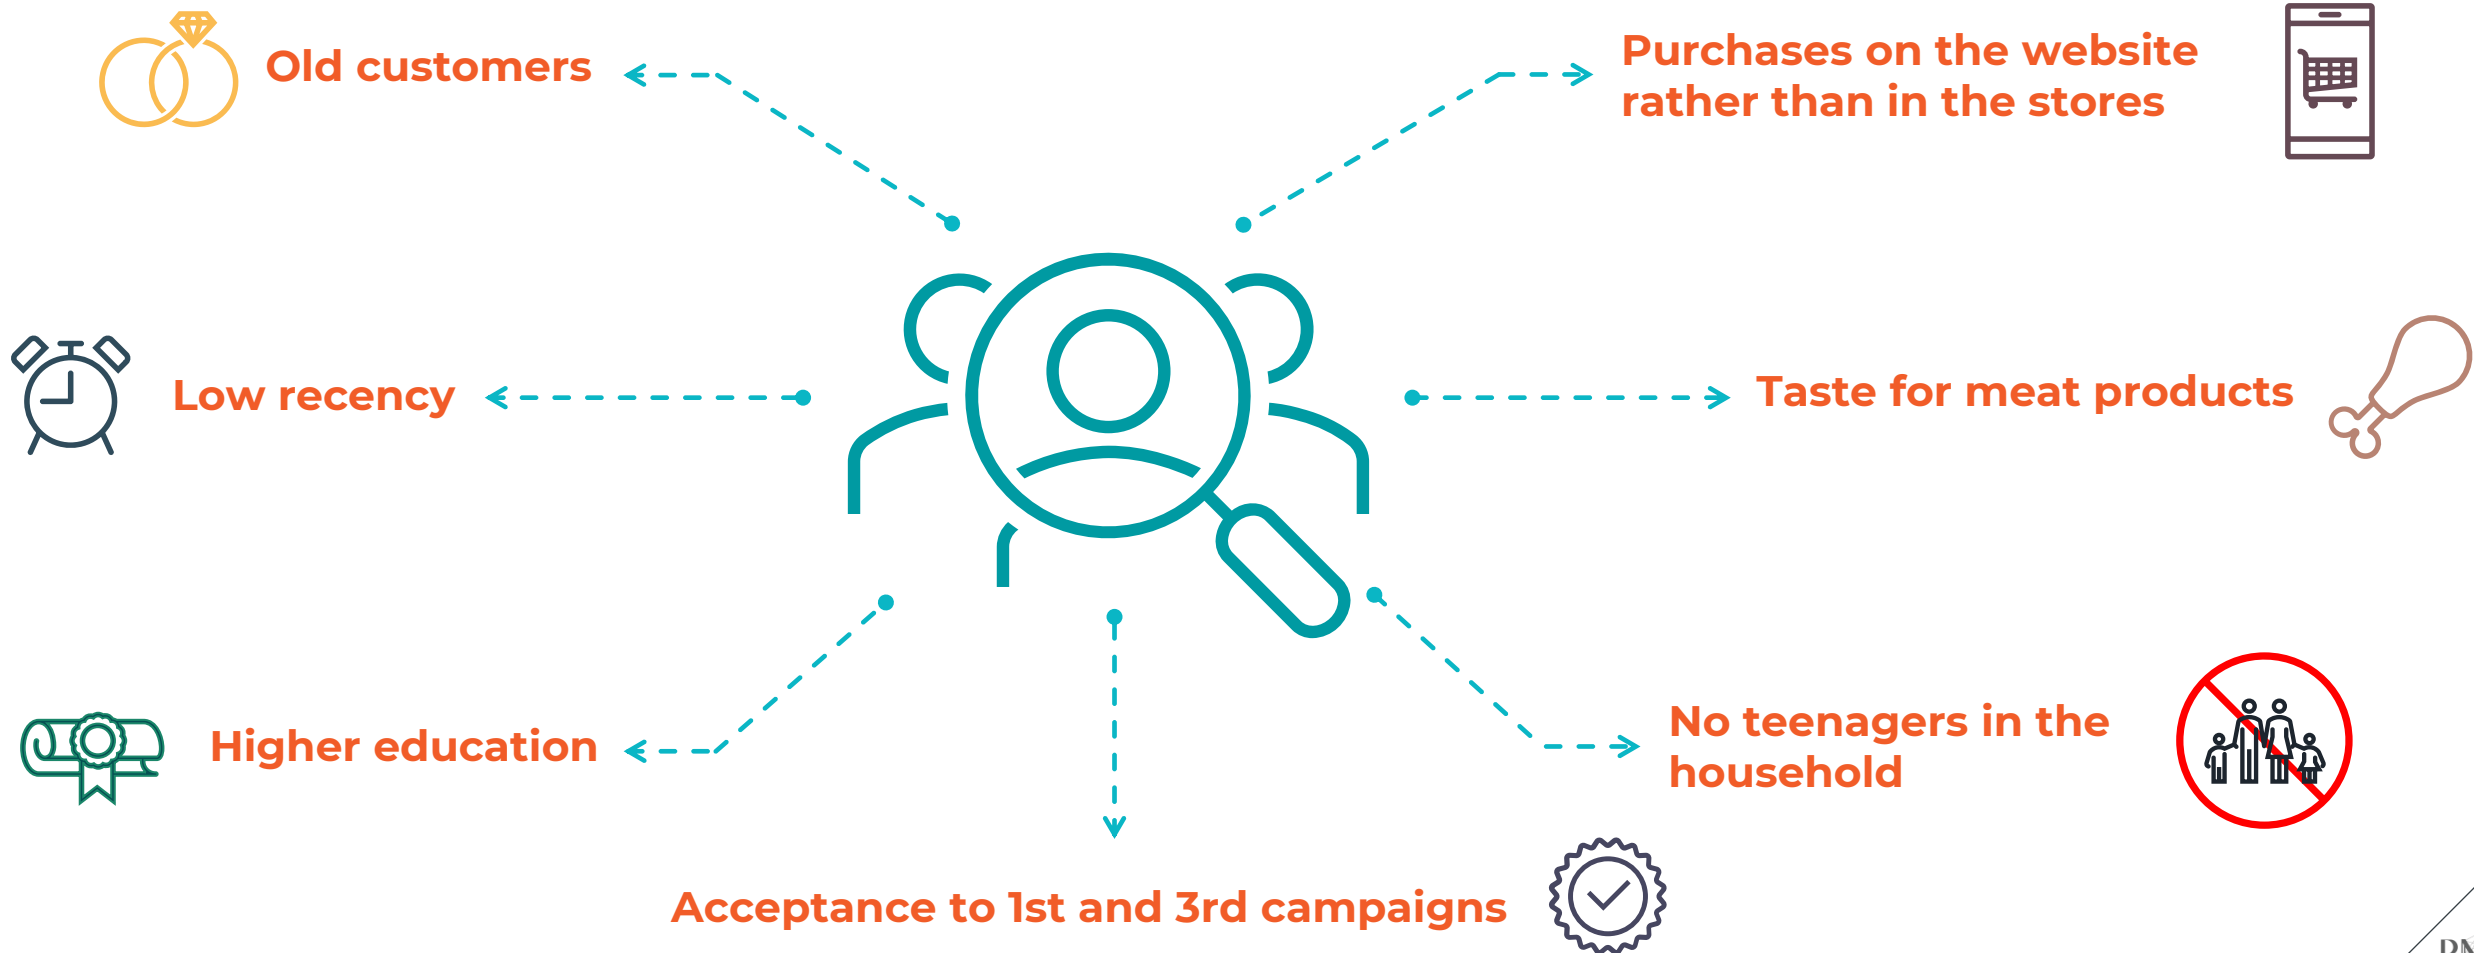 Old customers
Purchases on the website
rather than in the stores
Low recency
Taste for meat products
Higher education
No teenagers in the
household
Acceptance to 1st and 3rd campaigns